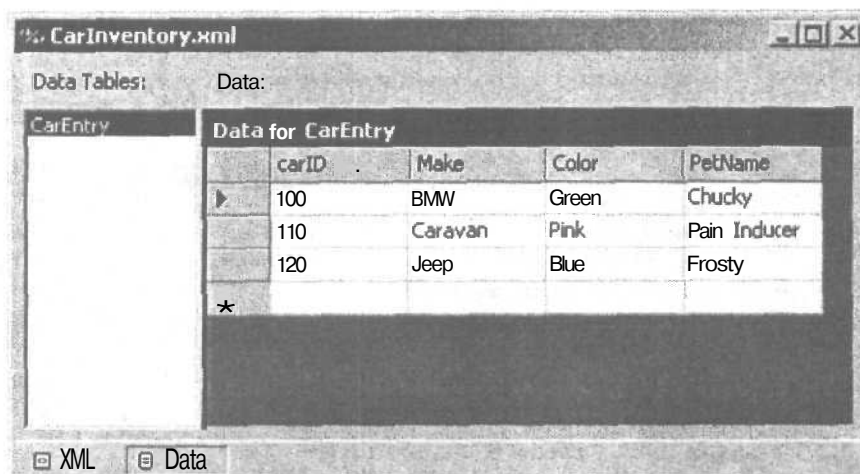 CarInventory.xml
Data Tables: Data:
CarEntry
Data for CarEntry
carID Make Color PetName
100 BMW Green Chucky
110 Caravan Pink Pain Inducer
120 Jeep Blue Frosty
*
XML Data